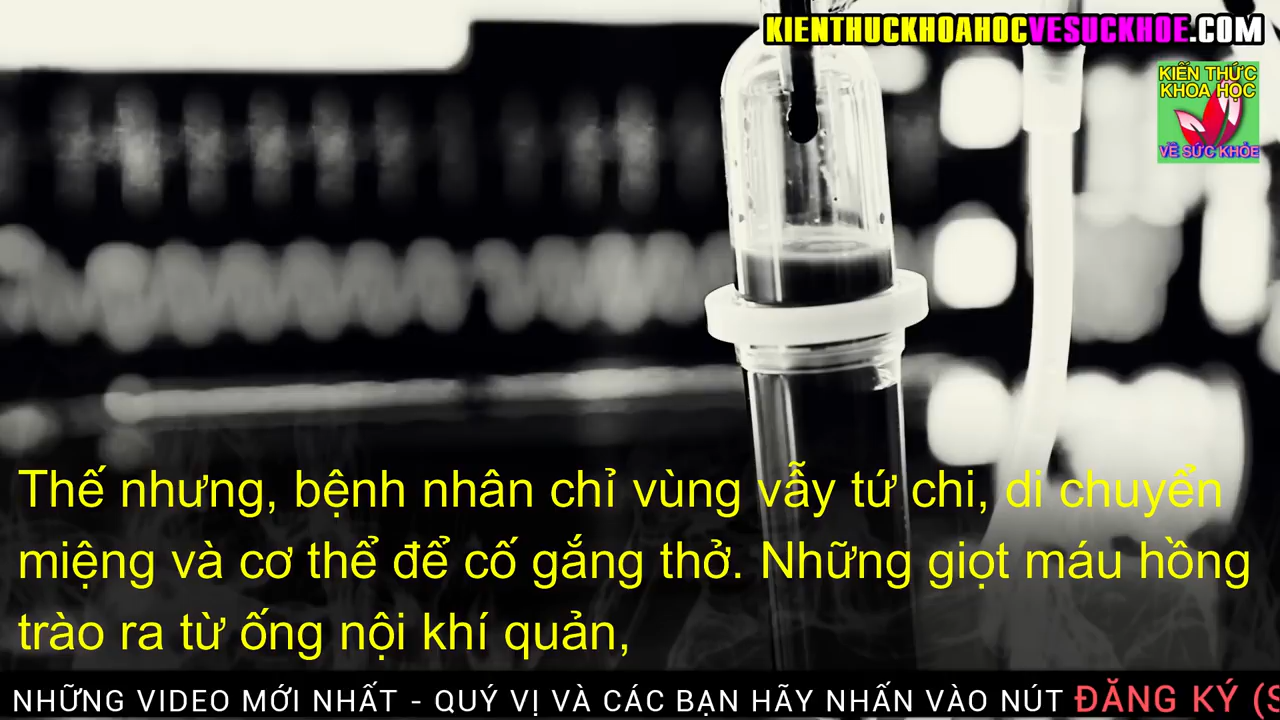 KIENTHUCKHOAHOCVESUCKHOE.COM
KIẾN THỨC
KHOA HỌC
VỀ SỨC KHỎE
Thế nhưng, bệnh nhân chỉ vùng vẫy tứ chi, di chuyển
miệng và cơ thể để cố gắng thở. Những giọt máu hồng
trào ra từ ống nội khí quản,
NHỮNG VIDEO MỚI NHẤT - QUÝ VỊ VÀ CÁC BẠN HÃY NHẤN VÀO NÚT ĐĂNG KÝ (S